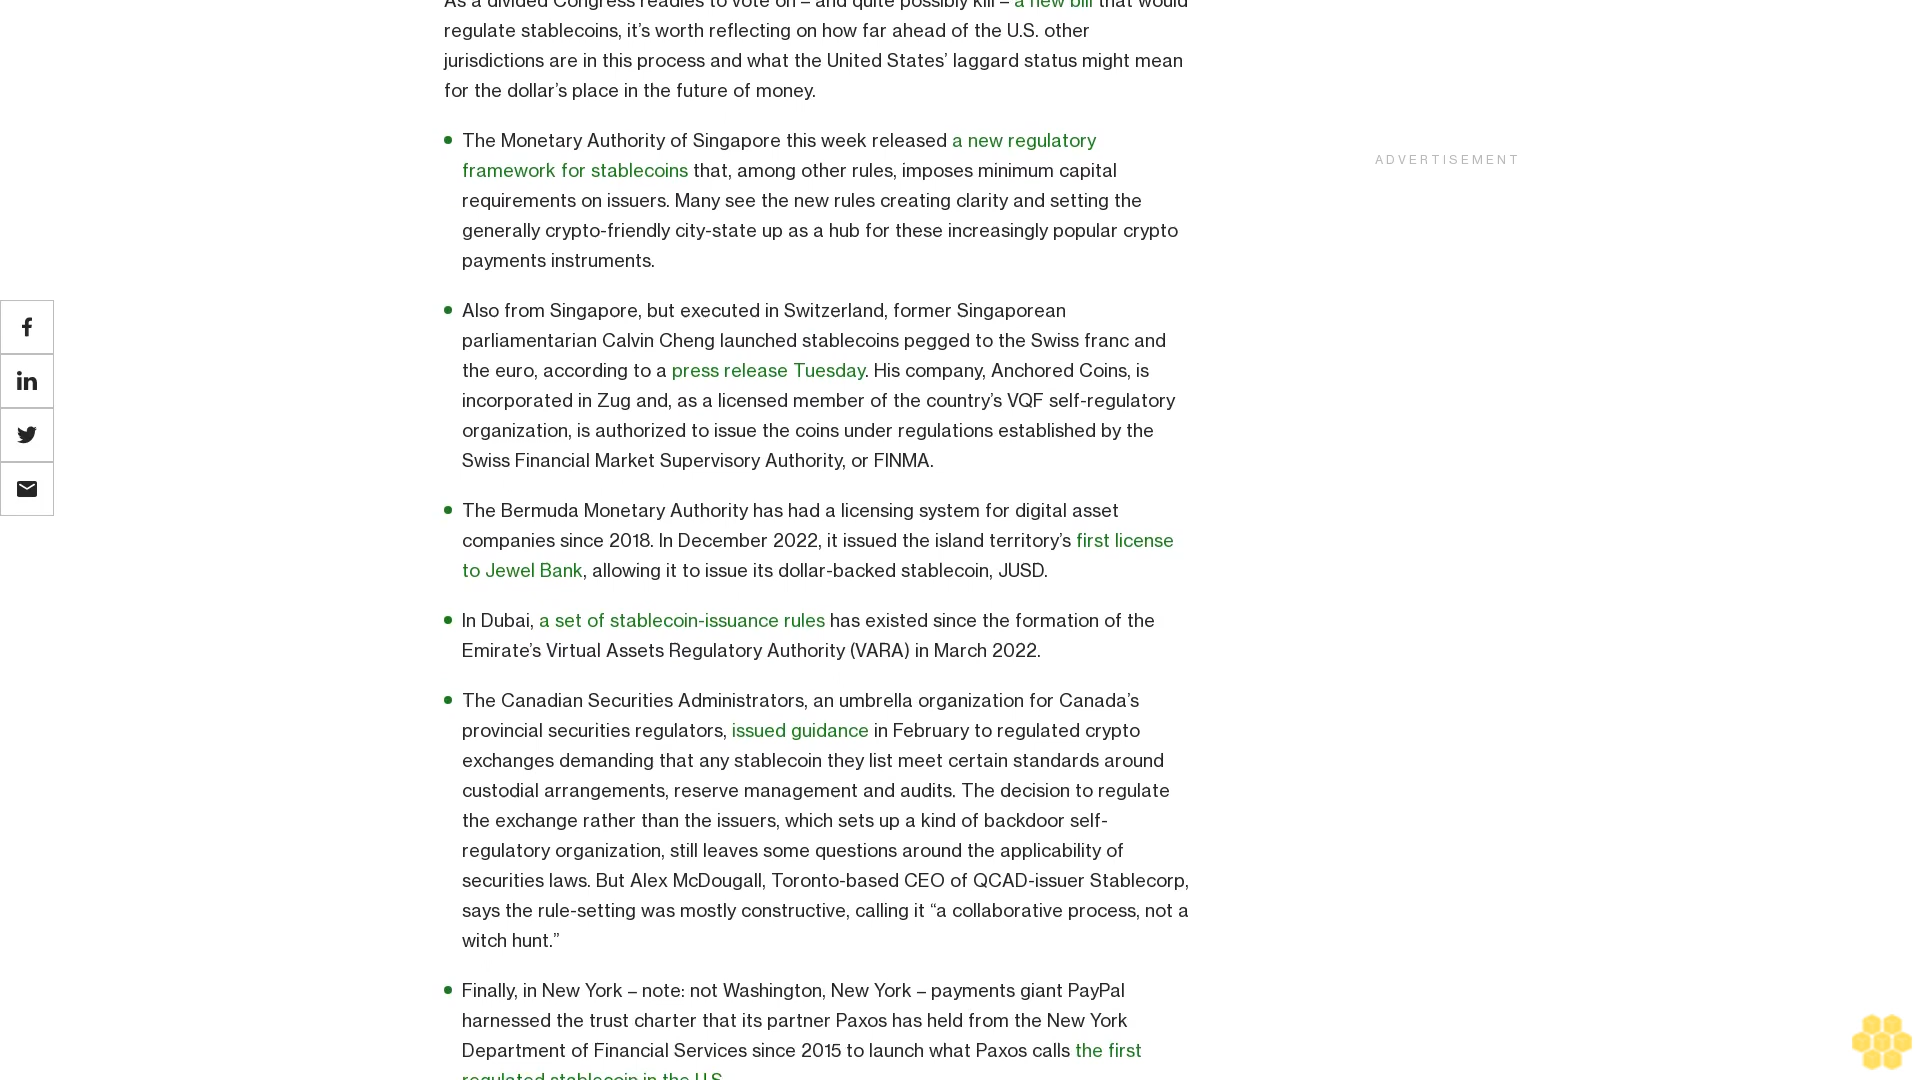 As a divided Congress readies to vote on – and quite possibly kill – a new bill that would
regulate stablecoins, it’s worth reflecting on how far ahead of the U.S. other
jurisdictions are in this process and what the United States’ laggard status might mean
for the dollar’s place in the future of money.
The Monetary Authority of Singapore this week released a new regulatory
framework for stablecoins that, among other rules, imposes minimum capital
requirements on issuers. Many see the new rules creating clarity and setting the
generally crypto-friendly city-state up as a hub for these increasingly popular crypto
payments instruments.
ADVERTISEMENT
Also from Singapore, but executed in Switzerland, former Singaporean
parliamentarian Calvin Cheng launched stablecoins pegged to the Swiss franc and
the euro, according to a press release Tuesday. His company, Anchored Coins, is
incorporated in Zug and, as a licensed member of the country’s VQF self-regulatory
organization, is authorized to issue the coins under regulations established by the
Swiss Financial Market Supervisory Authority, or FINMA.
The Bermuda Monetary Authority has had a licensing system for digital asset
companies since 2018. In December 2022, it issued the island territory’s first license
to Jewel Bank, allowing it to issue its dollar-backed stablecoin, JUSD.
In Dubai, a set of stablecoin-issuance rules has existed since the formation of the
Emirate’s Virtual Assets Regulatory Authority (VARA) in March 2022.
The Canadian Securities Administrators, an umbrella organization for Canada’s
provincial securities regulators, issued guidance in February to regulated crypto
exchanges demanding that any stablecoin they list meet certain standards around
custodial arrangements, reserve management and audits. The decision to regulate
the exchange rather than the issuers, which sets up a kind of backdoor self-
regulatory organization, still leaves some questions around the applicability of
securities laws. But Alex McDougall, Toronto-based CEO of QCAD-issuer Stablecorp,
says the rule-setting was mostly constructive, calling it “a collaborative process, not a
witch hunt.”
Finally, in New York – note: not Washington, New York – payments giant PayPal
harnessed the trust charter that its partner Paxos has held from the New York
Department of Financial Services since 2015 to launch what Paxos calls the first
regulated stablecoin in the U.S.